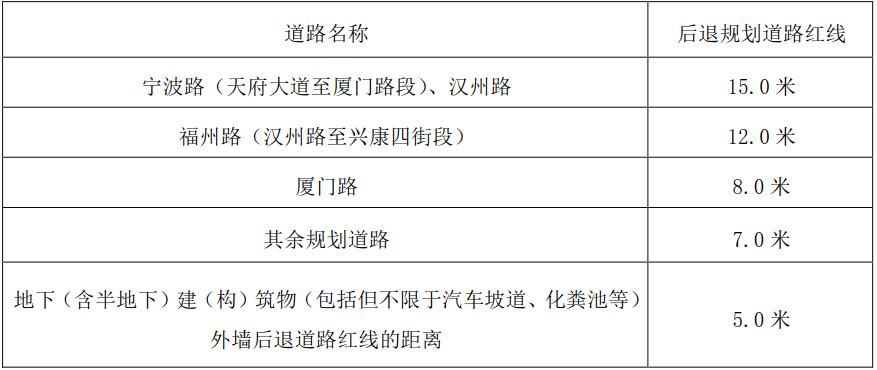 道路名称
后退规划道路红线
宁波路（天府大道至厦门路段）、汉州路
15.0 米
福州路（汉州路至兴康四街段）
12.0 米
厦门路
8.0 米
其余规划道路
7.0 米
地下（含半地下）建（构）筑物（包括但不限于汽车坡道、化粪池等）
外墙后退道路红线的距离
5.0 米